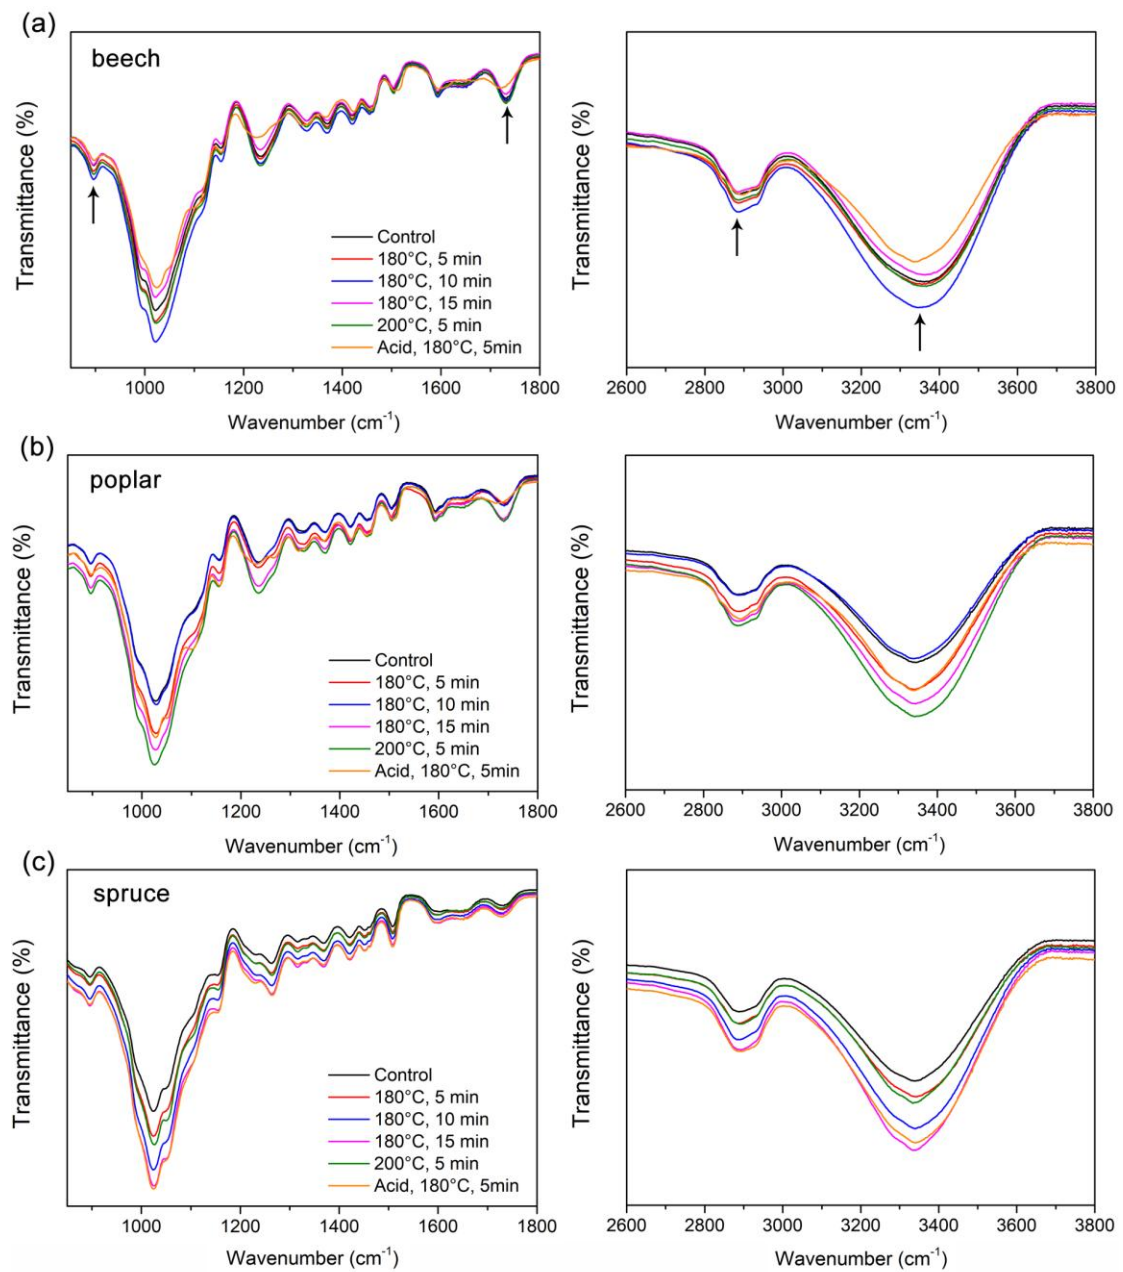 (a)
beech
Transmittance (%)
Control
180°C, 5 min
180°C, 10 min
180°C, 15 min
200°C, 5 min
Acid, 180°C, 5min
1000 1200 1400 1600 1800
Wavenumber (cm-1)
Transmittance (%)
2600 2800 3000 3200 3400 3600 3800
Wavenumber (cm-1)
(b)
poplar
Transmittance (%)
Control
180°C, 5 min
180°C, 10 min
180°C, 15 min
200°C, 5 min
Acid, 180°C, 5min
1000 1200 1400 1600 1800
Wavenumber (cm-1)
Transmittance (%)
2600 2800 3000 3200 3400 3600 3800
Wavenumber (cm-1)
(c)
spruce
Transmittance (%)
Control
180°C, 5 min
180°C, 10 min
180°C, 15 min
200°C, 5 min
Acid, 180°C, 5min
1000 1200 1400 1600 1800
Wavenumber (cm-1)
Transmittance (%)
2600 2800 3000 3200 3400 3600 3800
Wavenumber (cm-1)